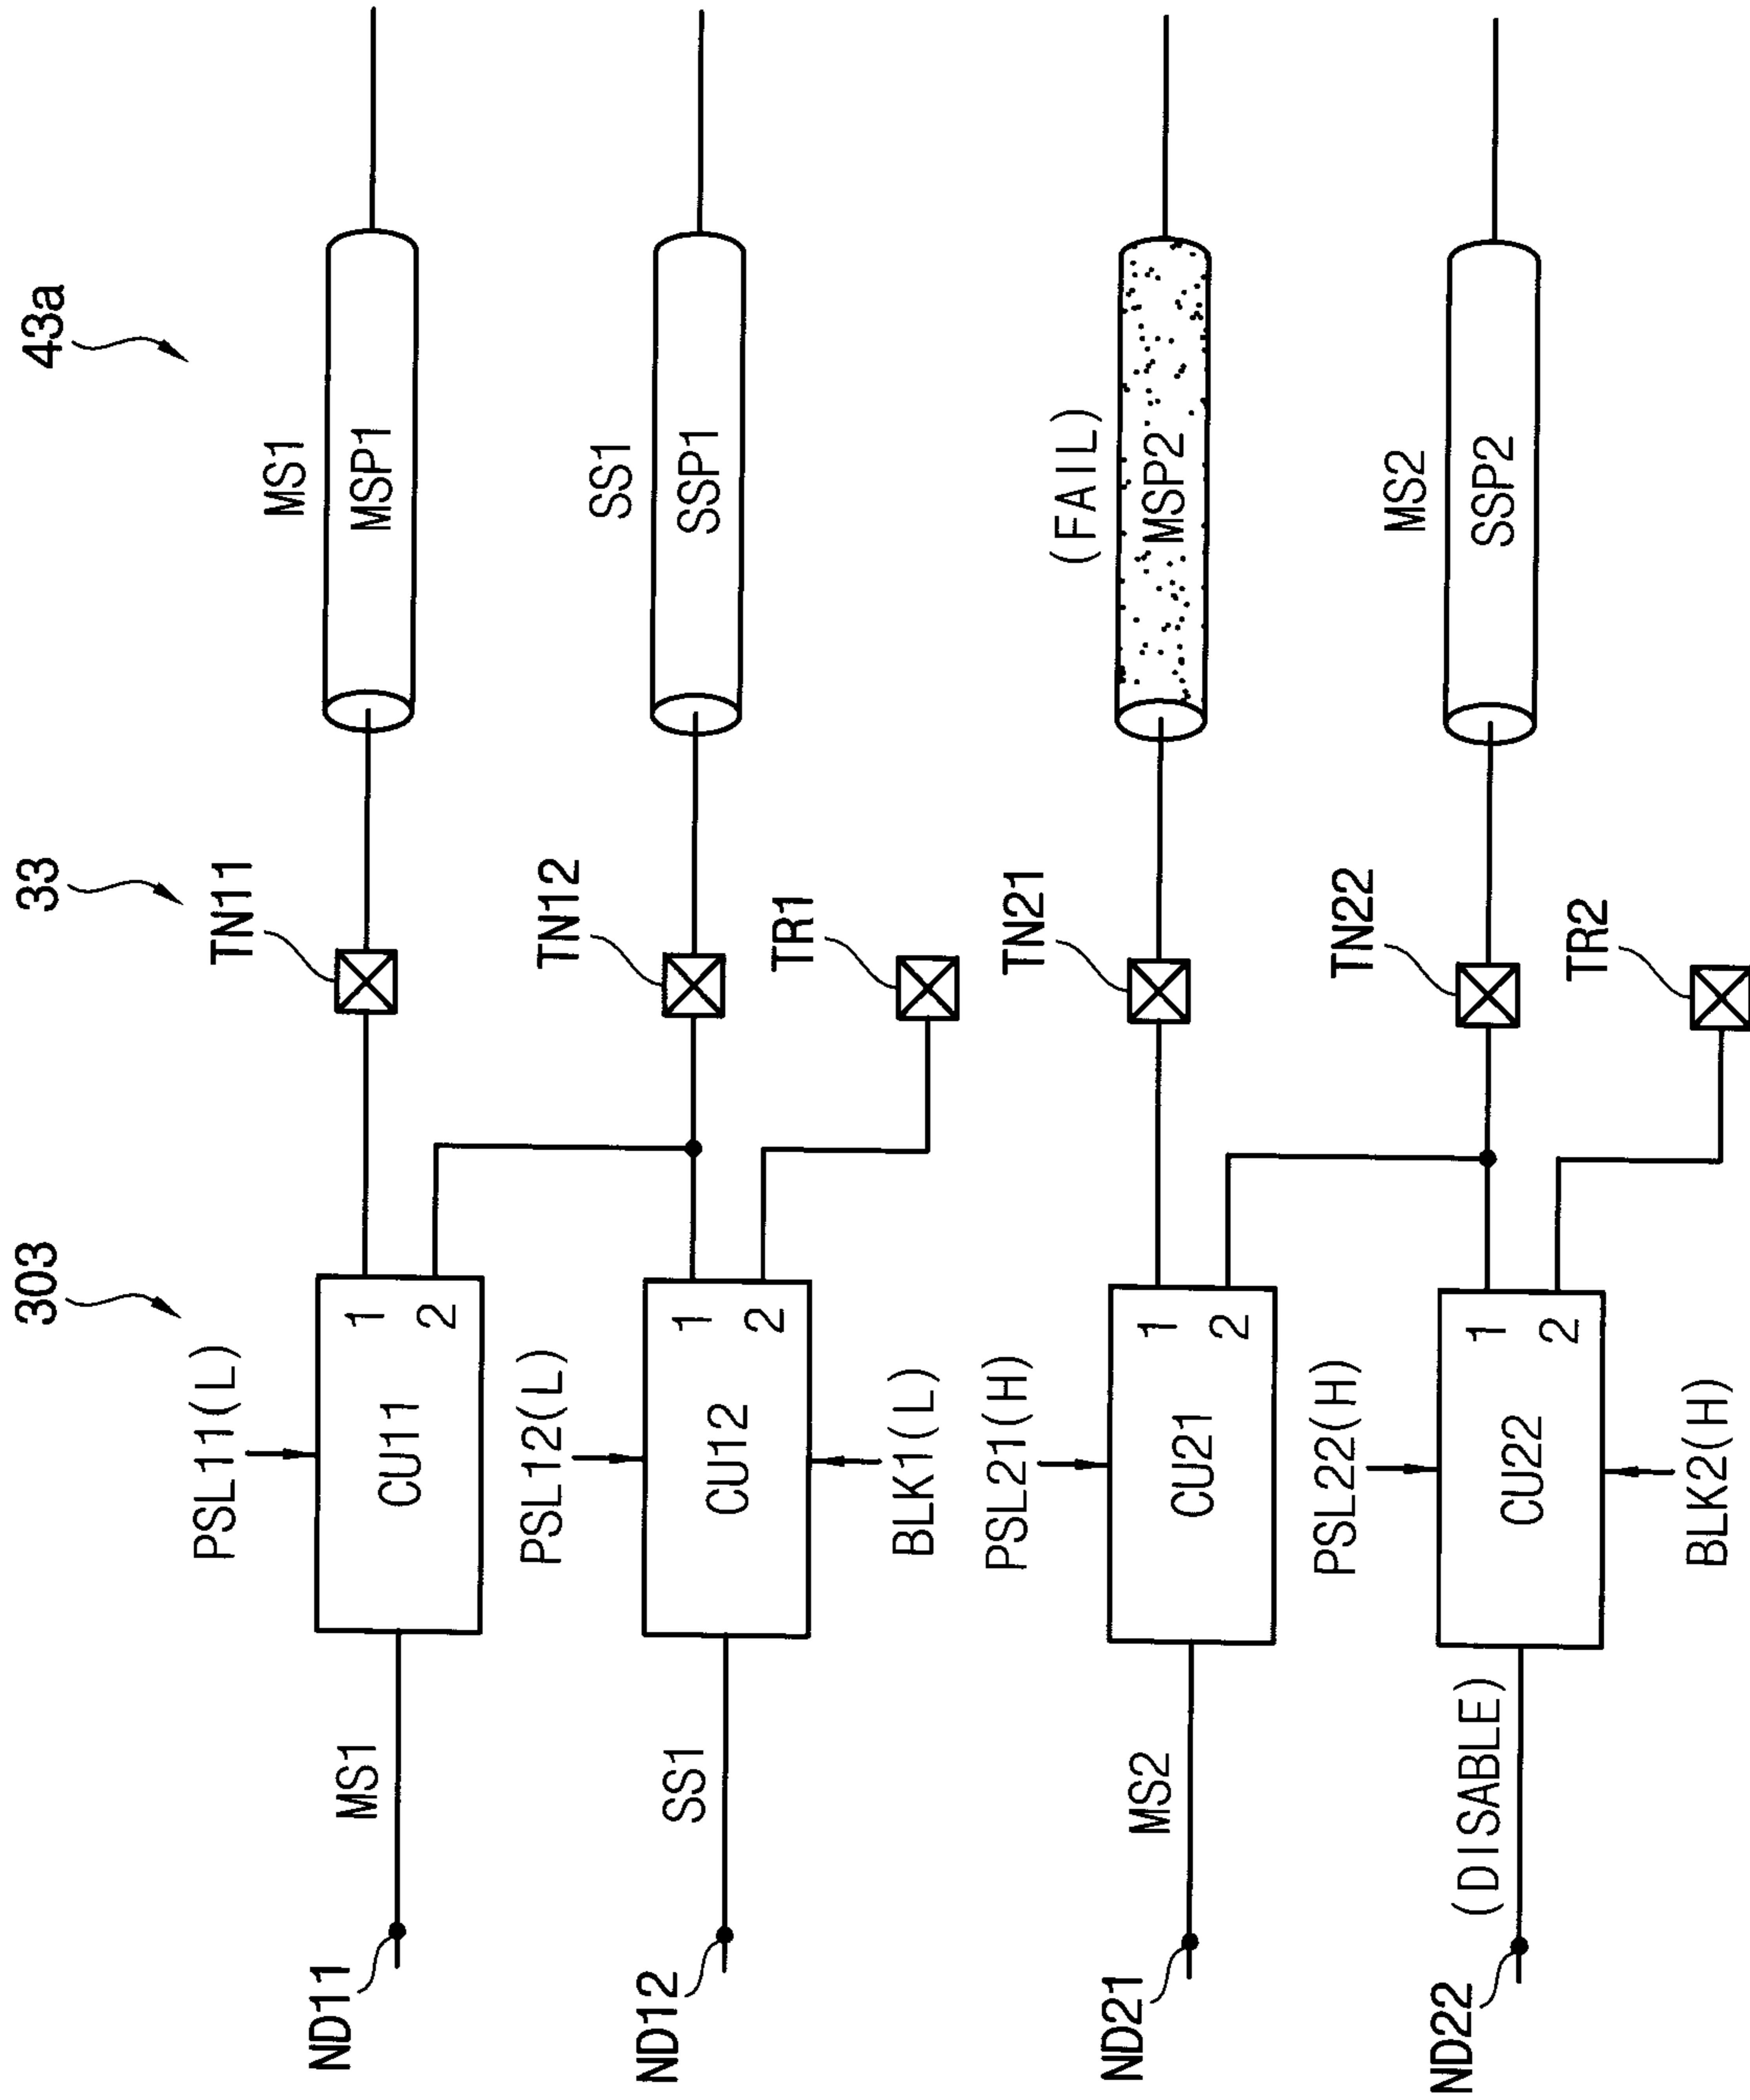 303
33
43a
PSL11(L)
TN11
MS1
ND11
MS1
CU11
1
2
MSP1
PSL12(L)
TN12
SS1
ND12
SS1
CU12
1
2
SSP1
BLK1(L)
TR1
PSL21(H)
TN21
(FAIL)
ND21
MS2
CU21
1
2
MSP2
PSL22(H)
TN22
MS2
ND22
(DISABLE)
CU22
1
2
SSP2
BLK2(H)
TR2